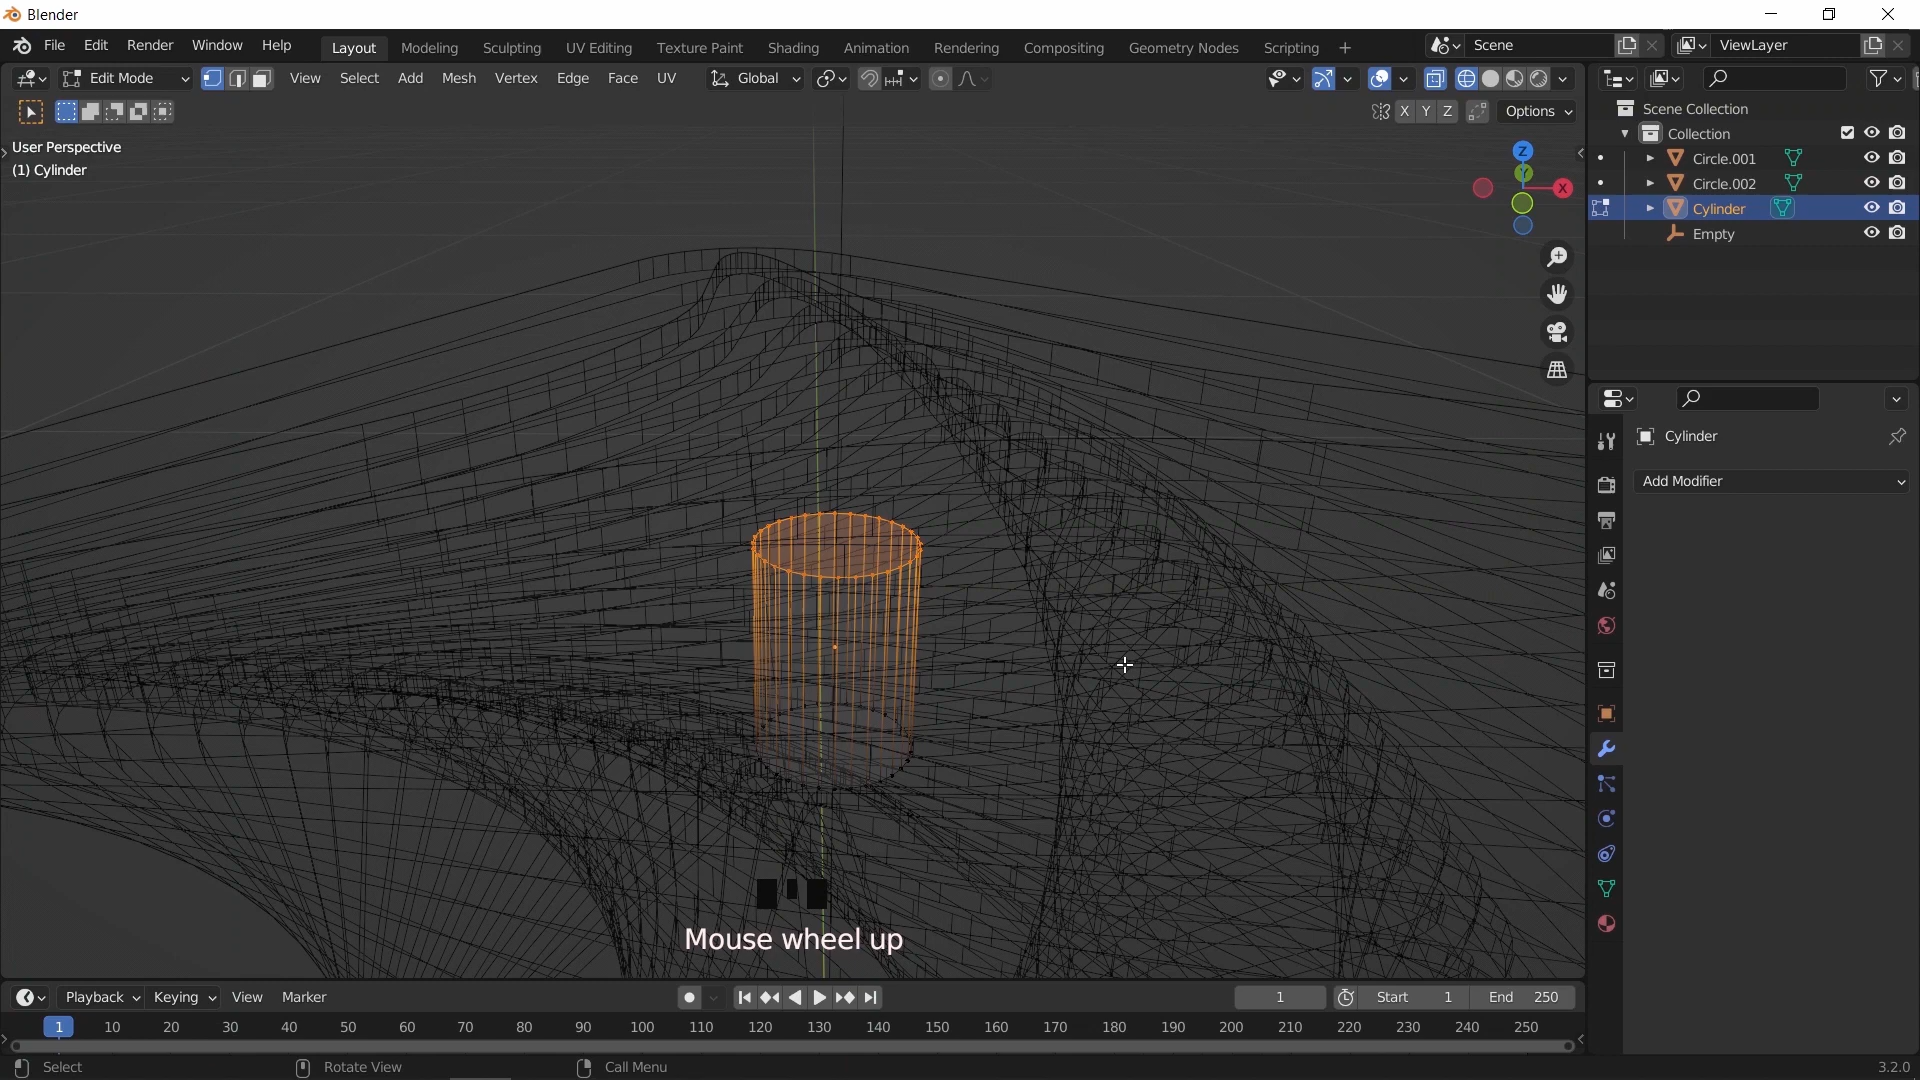 Blender
File Edit Render Window Help Layout Modeling Sculpting UV Editing Texture Paint Shading Animation Rendering Compositing Geometry Nodes Scripting + Scene ViewLayer
Edit Mode View Select Add Mesh Vertex Edge Face UV Global
X Y Z Options
User Perspective
(1) Cylinder
Z
Y
X
Scene Collection
Collection
Circle.001
Circle.002
Cylinder
Empty
Cylinder
Add Modifier
Mouse wheel up
Playback Keying View Marker 1 Start 1 End 250
1 10 20 30 40 50 60 70 80 90 100 110 120 130 140 150 160 170 180 190 200 210 220 230 240 250
Select Rotate View Call Menu 3.2.0